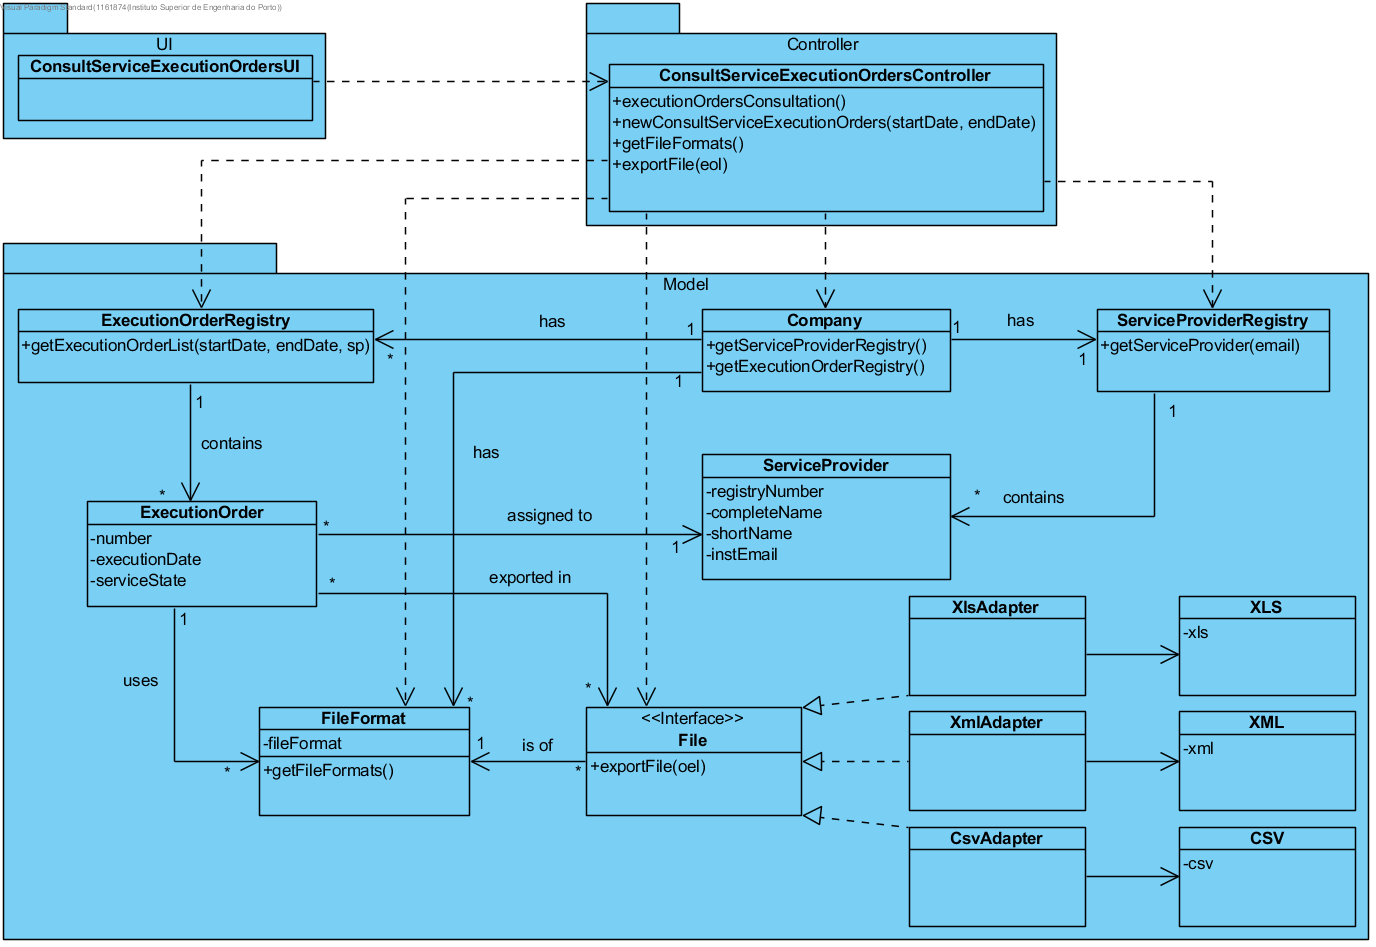 Visual Paradigm Standard(1161874(Instituto Superior de Engenharia do Porto))
UI
ConsultServiceExecutionOrdersUI
Controller
ConsultServiceExecutionOrdersController
+executionOrdersConsultation()
+newConsultServiceExecutionOrders(startDate, endDate)
+getFileFormats()
+exportFile(eol)
Model
ExecutionOrderRegistry
+getExecutionOrderList(startDate, endDate, sp)
has
1
*
Company
+getServiceProviderRegistry()
+getExecutionOrderRegistry()
1
has
1
ServiceProviderRegistry
+getServiceProvider(email)
1
1
1
contains
*
has
ServiceProvider
-registryNumber
-completeName
-shortName
-instEmail
*
contains
ExecutionOrder
-number
-executionDate
-serviceState
*
assigned to
1
*
exported in
1
uses
*
*
*
FileFormat
-fileFormat
+getFileFormats()
1
is of
*
<<Interface>>
File
+exportFile(oel)
XlsAdapter
XLS
-xls
XmlAdapter
XML
-xml
CsvAdapter
CSV
-csv